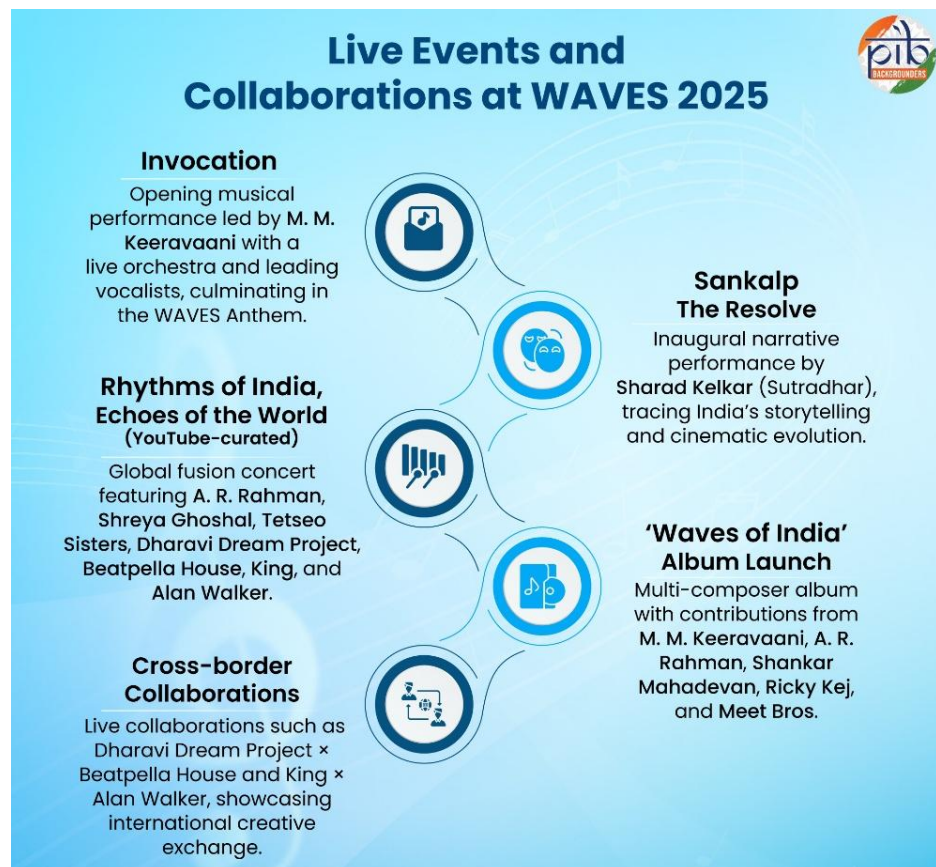 Live Events and
Collaborations at WAVES 2025
pib
BACKGROUNDERS
Invocation
Opening musical
performance led by M. M.
Keeravaani with a
live orchestra and leading
vocalists, culminating in
the WAVES Anthem.
Sankalp
The Resolve
Inaugural narrative
performance by
Sharad Kelkar (Sutradhar),
tracing India’s storytelling
and cinematic evolution.
Rhythms of India,
Echoes of the World
(YouTube-curated)
Global fusion concert
featuring A. R. Rahman,
Shreya Ghoshal, Tetseo
Sisters, Dharavi Dream Project,
Beatpella House, King, and
Alan Walker.
‘Waves of India’
Album Launch
Multi-composer album
with contributions from
M. M. Keeravaani, A. R.
Rahman, Shankar
Mahadevan, Ricky Kej,
and Meet Bros.
Cross-border
Collaborations
Live collaborations such as
Dharavi Dream Project ×
Beatpella House and King ×
Alan Walker, showcasing
international creative
exchange.